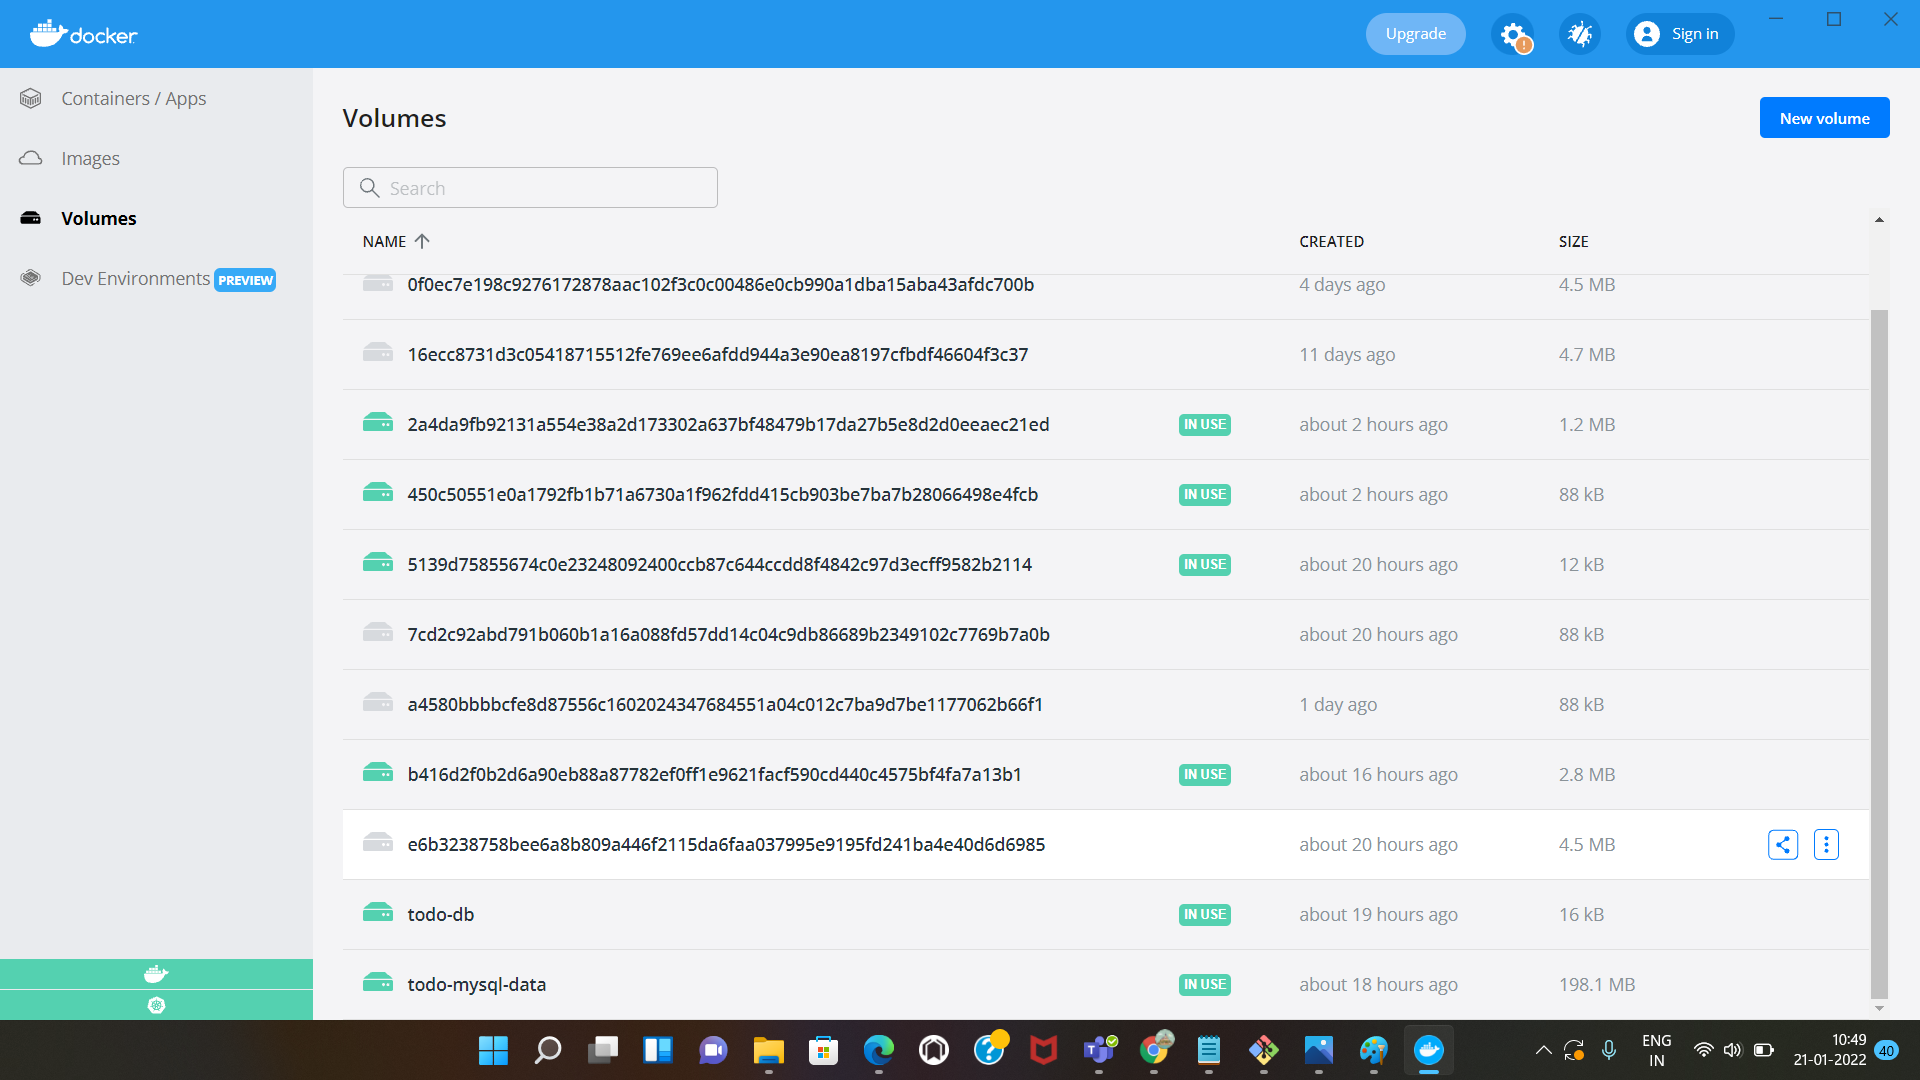 docker
Upgrade
Sign in
Containers / Apps
Images
Volumes
Dev Environments PREVIEW
Volumes
New volume
Search
NAME CREATED SIZE
0f0ec7e198c9276172878aac102f3c0c00486e0cb990a1dba15aba43afdc700b 4 days ago 4.5 MB
16ecc8731d3c05418715512fe769ee6afdd944a3e90ea8197cfbdf46604f3c37 11 days ago 4.7 MB
2a4da9fb92131a554e38a2d173302a637bf48479b17da27b5e8d2d0eeaec21ed IN USE about 2 hours ago 1.2 MB
450c50551e0a1792fb1b71a6730a1f962fdd415cb903be7ba7b28066498e4fcb IN USE about 2 hours ago 88 kB
5139d75855674c0e23248092400ccb87c644ccdd8f4842c97d3ecff9582b2114 IN USE about 20 hours ago 12 kB
7cd2c92abd791b060b1a16a088fd57dd14c04c9db86689b2349102c7769b7a0b about 20 hours ago 88 kB
a4580bbbbcfe8d87556c1602024347684551a04c012c7ba9d7be1177062b66f1 1 day ago 88 kB
b416d2f0b2d6a90eb88a87782ef0ff1e9621facf590cd440c4575bf4fa7a13b1 IN USE about 16 hours ago 2.8 MB
e6b3238758bee6a8b809a446f2115da6faa037995e9195fd241ba4e40d6d6985 about 20 hours ago 4.5 MB
todo-db IN USE about 19 hours ago 16 kB
todo-mysql-data IN USE about 18 hours ago 198.1 MB
ENG
IN
10:49
21-01-2022
40